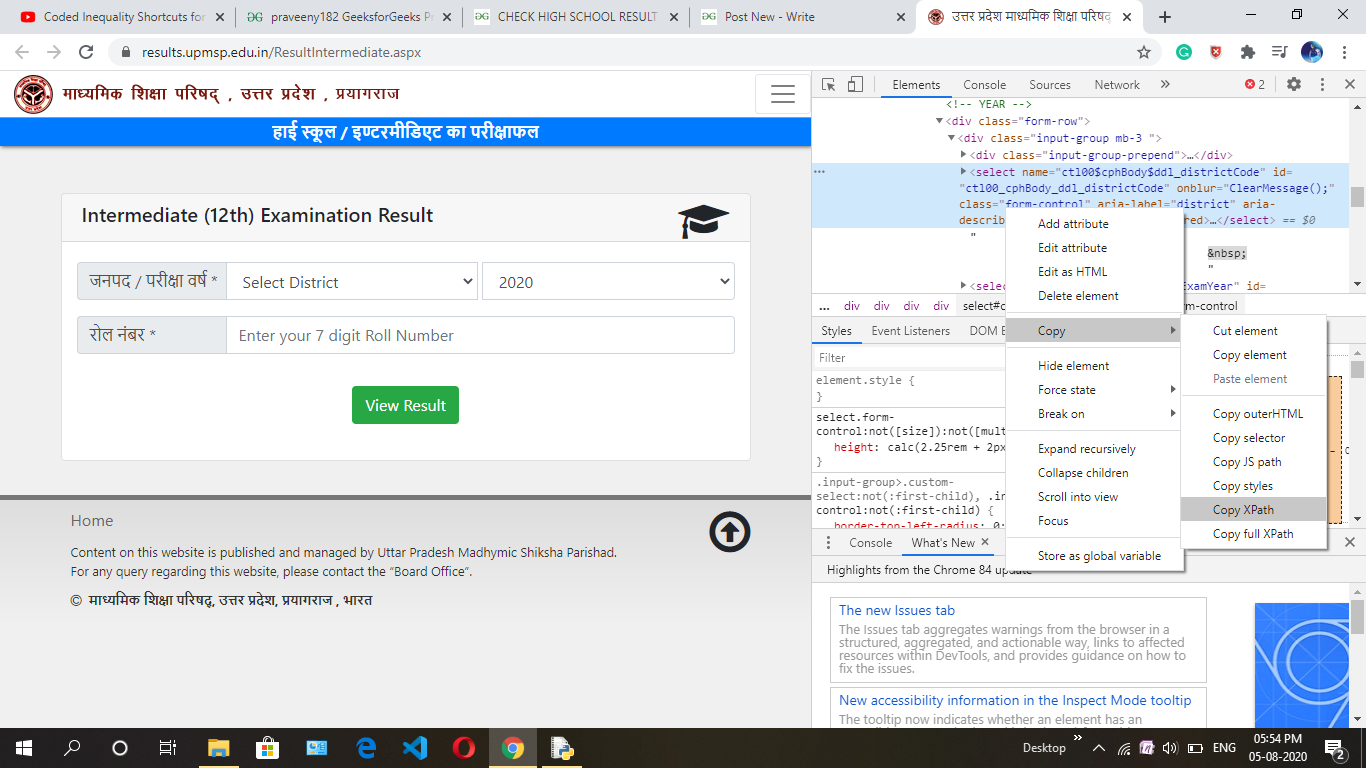 Coded Inequality Shortcuts for
praveeny182 GeeksforGeeks P
CHECK HIGH SCHOOL RESULT
Post New - Write
उत्तर प्रदेश माध्यमिक शिक्षा परिषद्
results.upmsp.edu.in/ResultIntermediate.aspx
माध्यमिक शिक्षा परिषद् , उत्तर प्रदेश , प्रयागराज
हाई स्कूल / इण्टरमीडिएट का परीक्षाफल
Intermediate (12th) Examination Result
जनपद / परीक्षा वर्ष *
Select District
2020
रोल नंबर *
Enter your 7 digit Roll Number
View Result
Home
Content on this website is published and managed by Uttar Pradesh Madhymic Shiksha Parishad.
For any query regarding this website, please contact the “Board Office”.
© माध्यमिक शिक्षा परिषद्, उत्तर प्रदेश, प्रयागराज , भारत
Elements Console Sources Network » 2
<!-- YEAR -->
<div class="form-row">
<div class="input-group mb-3 ">
<div class="input-group-prepend">…</div>
<select name="ctl00$cphBody$ddl_districtCode" id=
"ctl00_cphBody_ddl_districtCode" onblur="ClearMessage();"
class="form-control" aria-label="district" aria-
describ red>…</select> == $0
"
&nbsp;
"
<selec ExamYear" id=
... div div div div select#c m-control
Styles Event Listeners DOM B
Filter
element.style {
}
select.form-
control:not([size]):not([mult
height: calc(2.25rem + 2px
}
.input-group>.custom-
select:not(:first-child), .in
control:not(:first-child) {
border-top-left-radius: 0;
Add attribute
Edit attribute
Edit as HTML
Delete element
Copy
Hide element
Force state
Break on
Expand recursively
Collapse children
Scroll into view
Focus
Store as global variable
Cut element
Copy element
Paste element
Copy outerHTML
Copy selector
Copy JS path
Copy styles
Copy XPath
Copy full XPath
Console What's New
Highlights from the Chrome 84 update
The new Issues tab
The Issues tab aggregates warnings from the browser in a
structured, aggregated, and actionable way, links to affected
resources within DevTools, and provides guidance on how to
fix the issues.
New accessibility information in the Inspect Mode tooltip
The tooltip now indicates whether an element has an
Desktop » ENG
05:54 PM
05-08-2020
2